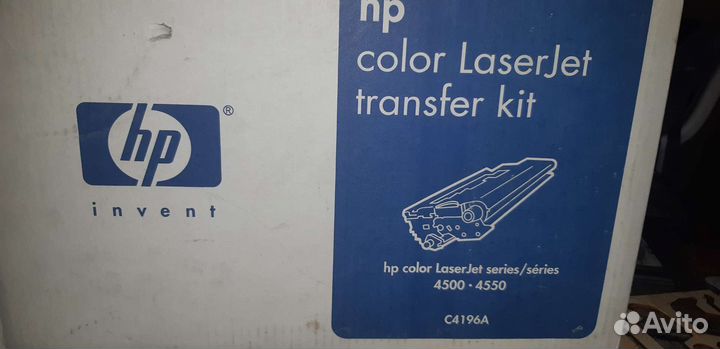 hp
invent
hp
color LaserJet
transfer kit
hp color LaserJet series/séries
4500 • 4550
C4196A
Avito